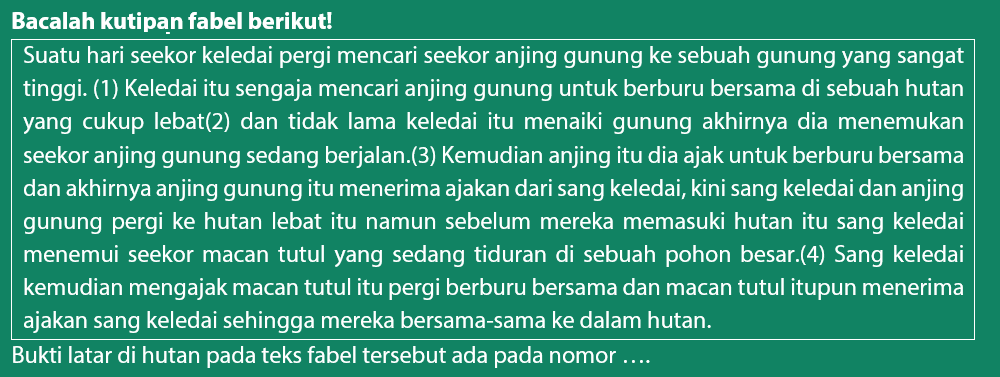 Bacalah kutipan fabel berikut!
Suatu hari seekor keledai pergi mencari seekor anjing gunung ke sebuah gunung yang sangat
tinggi. (1) Keledai itu sengaja mencari anjing gunung untuk berburu bersama di sebuah hutan
yang cukup lebat(2) dan tidak lama keledai itu menaiki gunung akhirnya dia menemukan
seekor anjing gunung sedang berjalan.(3) Kemudian anjing itu dia ajak untuk berburu bersama
dan akhirnya anjing gunung itu menerima ajakan dari sang keledai, kini sang keledai dan anjing
gunung pergi ke hutan lebat itu namun sebelum mereka memasuki hutan itu sang keledai
menemui seekor macan tutul yang sedang tiduran di sebuah pohon besar.(4) Sang keledai
kemudian mengajak macan tutul itu pergi berburu bersama dan macan tutul itupun menerima
ajakan sang keledai sehingga mereka bersama-sama ke dalam hutan.
Bukti latar di hutan pada teks fabel tersebut ada pada nomor ….